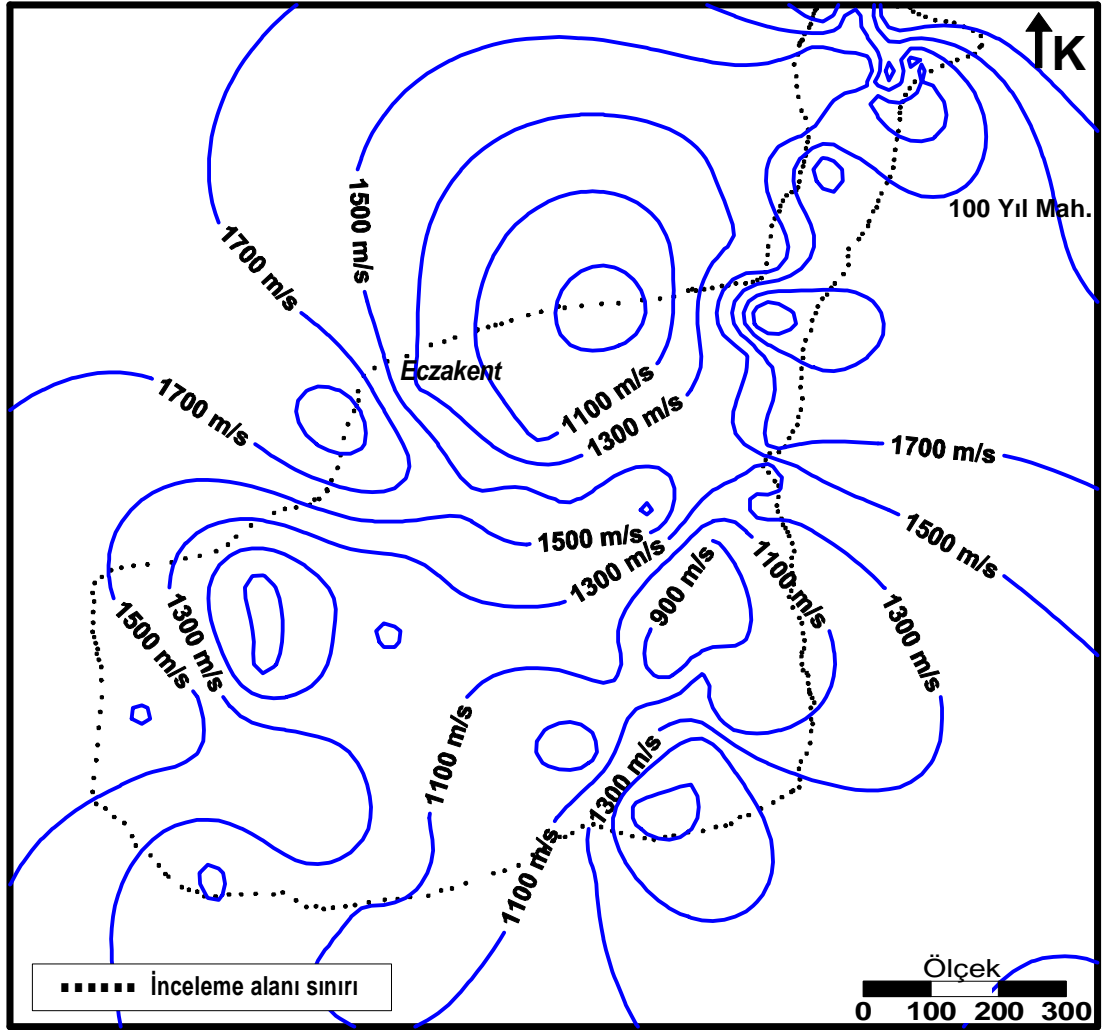 K
1500 m/s
100 Yıl Mah.
1700 m/s
Eczakent
1100 m/s
1700 m/s
1300 m/s
1700 m/s
1500 m/s
1500 m/s
1300 m/s
1100 m/s
900 m/s
1300 m/s
1500 m/s
1300 m/s
1100 m/s
1300 m/s
1100 m/s
İnceleme alanı sınırı
Ölçek
0 100 200 300